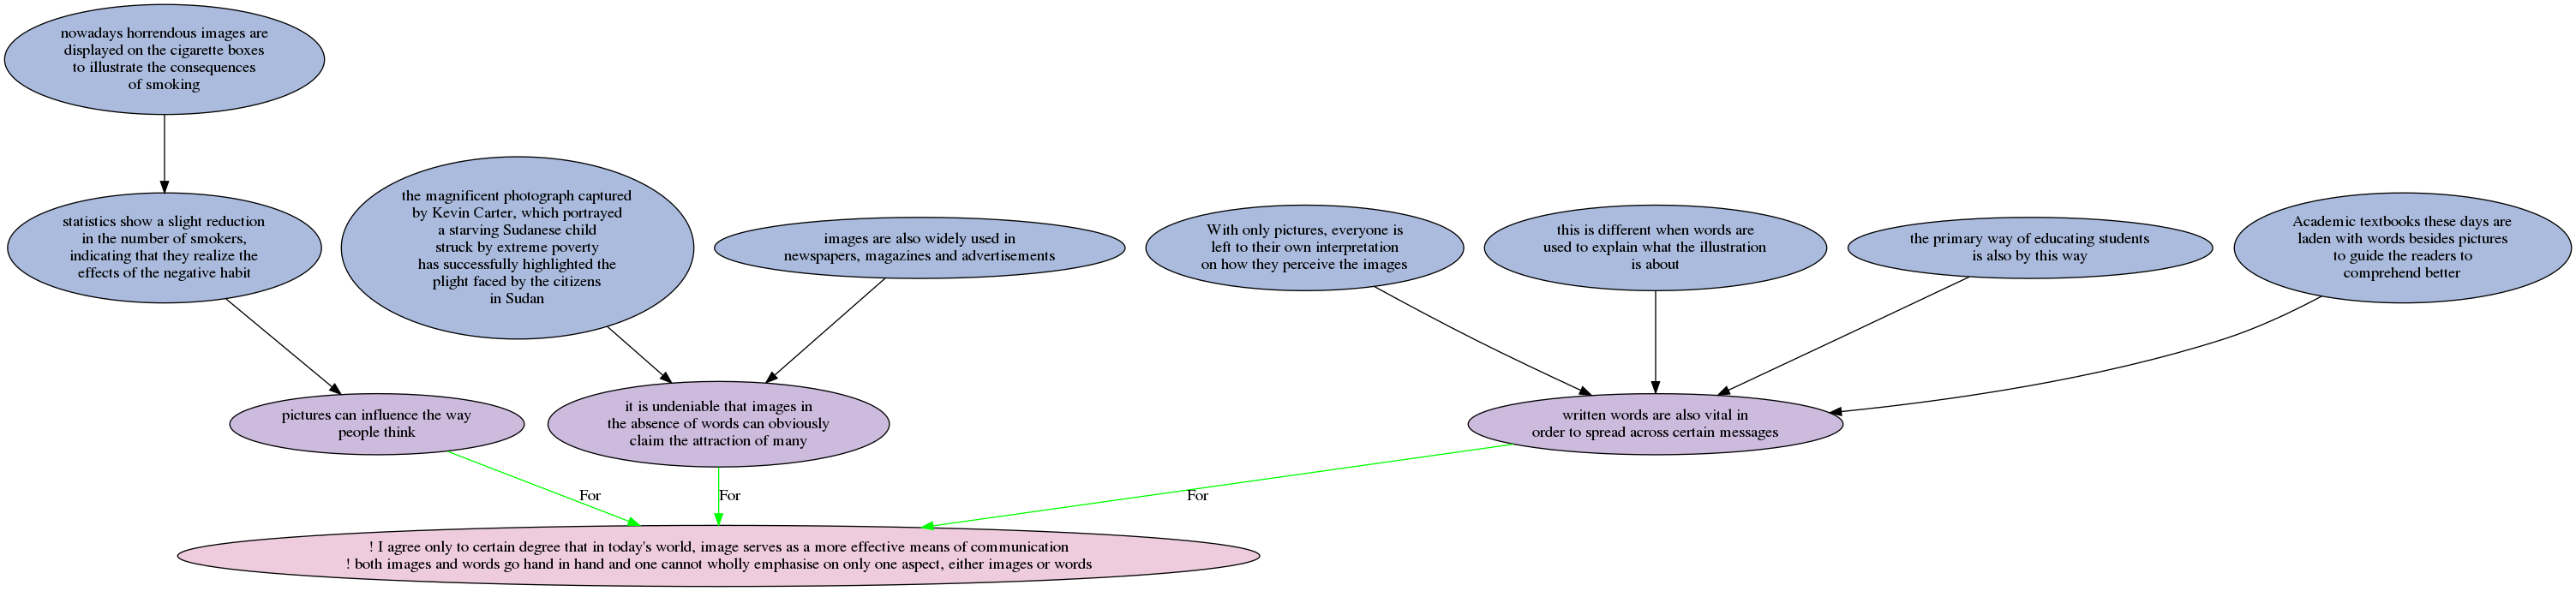 nowadays horrendous images are
displayed on the cigarette boxes
to illustrate the consequences
of smoking
statistics show a slight reduction
in the number of smokers,
indicating that they realize the
effects of the negative habit
the magnificent photograph captured
by Kevin Carter, which portrayed
a starving Sudanese child
struck by extreme poverty
has successfully highlighted the
plight faced by the citizens
in Sudan
images are also widely used in
newspapers, magazines and advertisements
With only pictures, everyone is
left to their own interpretation
on how they perceive the images
this is different when words are
used to explain what the illustration
is about
the primary way of educating students
is also by this way
Academic textbooks these days are
laden with words besides pictures
to guide the readers to
comprehend better
pictures can influence the way
people think
it is undeniable that images in
the absence of words can obviously
claim the attraction of many
written words are also vital in
order to spread across certain messages
For
For
For
! I agree only to certain degree that in today's world, image serves as a more effective means of communication
! both images and words go hand in hand and one cannot wholly emphasise on only one aspect, either images or words